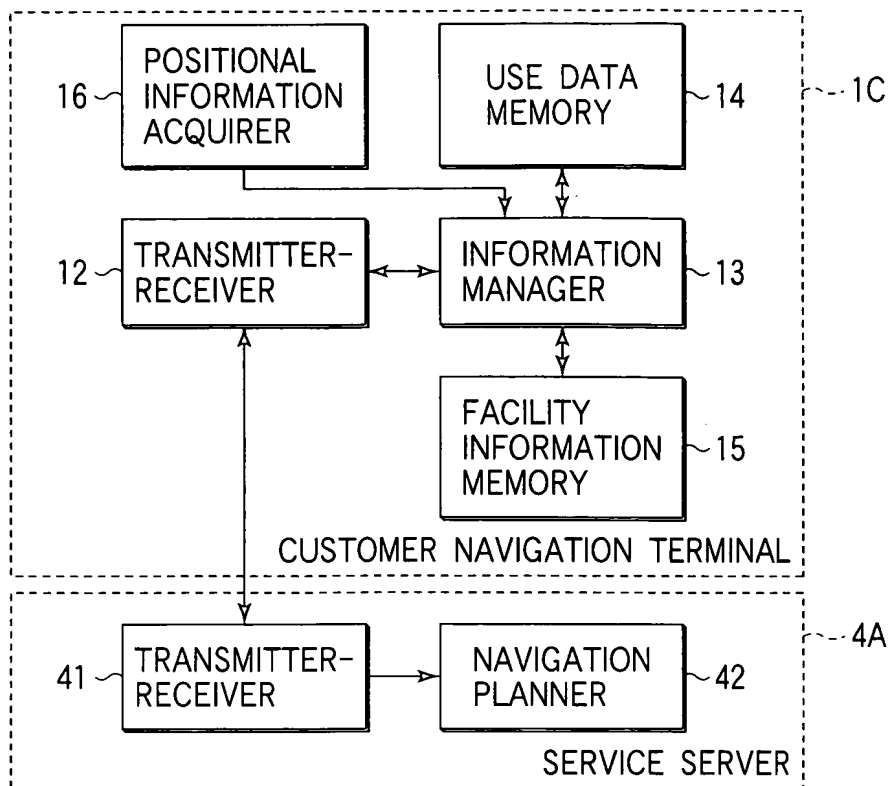 16
POSITIONAL
INFORMATION
ACQUIRER
USE DATA
MEMORY
14
1C
12
TRANSMITTER-
RECEIVER
INFORMATION
MANAGER
13
FACILITY
INFORMATION
MEMORY
15
CUSTOMER NAVIGATION TERMINAL
41
TRANSMITTER-
RECEIVER
NAVIGATION
PLANNER
42
4A
SERVICE SERVER